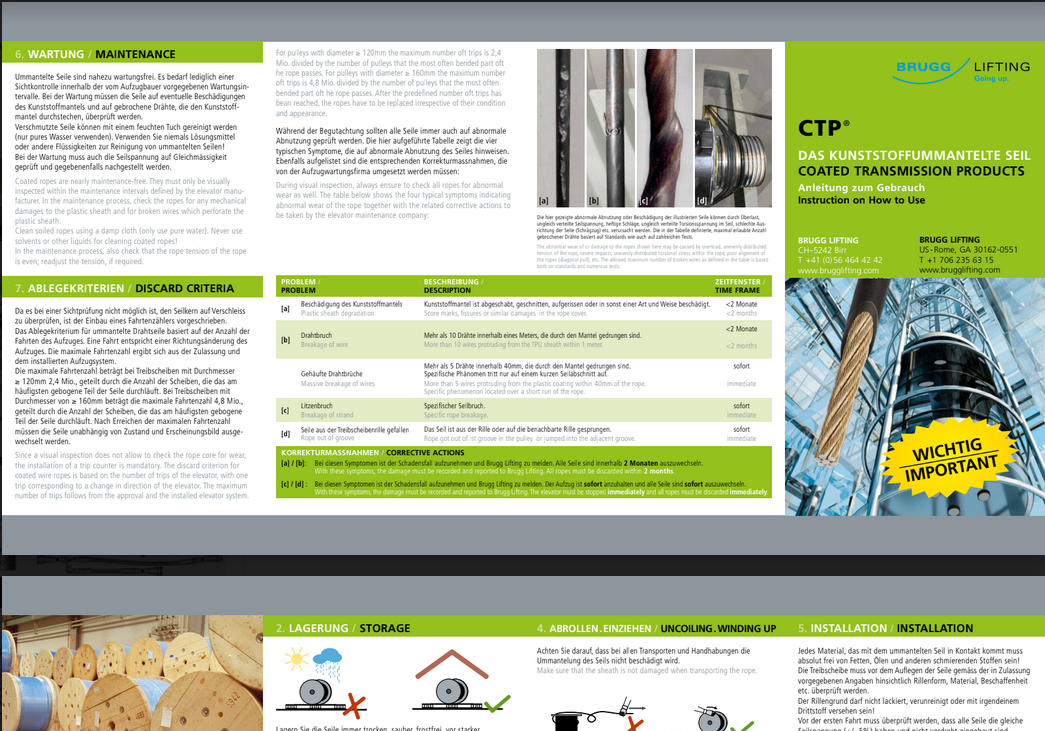 6. WARTUNG / MAINTENANCE
Ummantelte Seile sind nahezu wartungsfrei. Es bedarf lediglich einer
Sichtkontrolle innerhalb der vom Aufzugbauer vorgegebenen Wartungsin-
tervalle. Bei der Wartung müssen die Seile auf eventuelle Beschädigungen
des Kunststoffmantels und auf gebrochene Drähte, die den Kunststoff-
mantel durchstechen, überprüft werden.
Verschmutzte Seile können mit einem feuchten Tuch gereinigt werden
(nur pures Wasser verwenden). Verwenden Sie niemals Lösungsmittel
oder andere Flüssigkeiten zur Reinigung von ummantelten Seilen!
Bei der Wartung muss auch die Seilspannung auf Gleichmässigkeit
geprüft und gegebenenfalls nachgestellt werden.
Coated ropes are nearly maintenance-free. They must only be visually
inspected within the maintenance intervals defined by the elevator manu-
facturer. In the maintenance process, check the ropes for any mechanical
damages to the plastic sheath and for broken wires which perforate the
plastic sheath.
Clean soiled ropes using a damp cloth (only use pure water). Never use
solvents or other liquids for cleaning coated ropes!
In the maintenance process, also check that the rope tension of the rope
is even; readjust the tension, if required.
7. ABLEGEKRITERIEN / DISCARD CRITERIA
Da es bei einer Sichtprüfung nicht möglich ist, den Seilkern auf Verschleiss
zu überprüfen, ist der Einbau eines Fahrtenzählers vorgeschrieben.
Das Ablegekriterium für ummantelte Drahtseile basiert auf der Anzahl der
Fahrten des Aufzuges. Eine Fahrt entspricht einer Richtungsänderung des
Aufzuges. Die maximale Fahrtenzahl ergibt sich aus der Zulassung und
dem installierten Aufzugsystem.
Die maximale Fahrtenzahl beträgt bei Treibscheiben mit Durchmesser
≥ 120mm 2,4 Mio., geteilt durch die Anzahl der Scheiben, die das am
häufigsten gebogene Teil der Seile durchläuft. Bei Treibscheiben mit
Durchmesser von ≥ 160mm beträgt die maximale Fahrtenzahl 4,8 Mio.,
geteilt durch die Anzahl der Scheiben, die das am häufigsten gebogene
Teil der Seile durchläuft. Nach Erreichen der maximalen Fahrtenzahl
müssen die Seile unabhängig von Zustand und Erscheinungsbild ausge-
wechselt werden.
Since a visual inspection does not allow to check the rope core for wear,
the installation of a trip counter is mandatory. The discard criterion for
coated wire ropes is based on the number of trips of the elevator, with one
trip corresponding to a change in direction of the elevator. The maximum
number of trips follows from the approval and the installed elevator system.
For pulleys with diameter ≥ 120mm the maximum number oft trips is 2,4
Mio. divided by the number of pulleys that the most often bended part oft
he rope passes. For pulleys with diameter ≥ 160mm the maximum number
oft trips is 4,8 Mio. divided by the number of pulleys that the most often
bended part oft he rope passes. After the predefined number oft trips has
been reached, the ropes have to be replaced irrespective of their condition
and appearance.
Während der Begutachtung sollten alle Seile immer auch auf abnormale
Abnutzung geprüft werden. Die hier aufgeführte Tabelle zeigt die vier
typischen Symptome, die auf abnormale Abnutzung des Seiles hinweisen.
Ebenfalls aufgelistet sind die entsprechenden Korrekturmassnahmen, die
von der Aufzugwartungsfirma umgesetzt werden müssen:
During visual inspection, always ensure to check all ropes for abnormal
wear as well. The table below shows the four typical symptoms indicating
abnormal wear of the rope together with the related corrective actions to
be taken by the elevator maintenance company:
[a] [b] [c] [d]
Die hier gezeigte abnormale Abnutzung oder Beschädigung der illustrierten Seile können durch Überlast,
ungleich verteilte Seilspannung, heftige Schläge, ungleich verteilte Torsionsspannung im Seil, schlechte Aus-
richtung der Seile (Schrägzug) etc. verursacht werden. Die in der Tabelle definierte, maximal erlaubte Anzahl
gebrochener Drähte basiert auf Standards wie auch auf zahlreichen Tests.
The abnormal wear of or damage to the ropes shown here may be caused by overload, unevenly distributed
tension of the rope, severe impacts, unevenly distributed torsional stress within the rope, poor alignment of
the ropes (diagonal pull), etc. The allowed maximum number of broken wires as defined in the table is based
both on standards and numerous tests.
PROBLEM / BESCHREIBUNG / ZEITFENSTER /
PROBLEM DESCRIPTION TIME FRAME
[a] Beschädigung des Kunststoffmantels Kunststoffmantel ist abgeschabt, geschnitten, aufgerissen oder in sonst einer Art und Weise beschädigt. <2 Monate
Plastic sheath degradation Score marks, fissures or similar damages in the rope cover. <2 months
[b] Drahtbruch Mehr als 10 Drähte innerhalb eines Meters, die durch den Mantel gedrungen sind. <2 Monate
Breakage of wire More than 10 wires protruding from the TPU sheath within 1 meter. <2 months
Gehäufte Drahtbrüche Mehr als 5 Drähte innerhalb 40mm, die durch den Mantel gedrungen sind. sofort
Spezifische Phänomen tritt nur auf einem kurzen Seilabschnitt auf.
Massive breakage of wires More than 5 wires protruding from the plastic coating within 40mm of the rope. immediate
Specific phenomenon located over a short run of the rope.
[c] Litzenbruch Spezifischer Seilbruch. sofort
Breakage of strand Specific rope breakage. immediate
[d] Seile aus der Treibscheibenrille gefallen Das Seil ist aus der Rille oder auf die benachbarte Rille gesprungen. sofort
Rope out of groove Rope got out of ist groove in the pulley or jumped into the adjacent groove. immediate
KORREKTURMASSNAHMEN / CORRECTIVE ACTIONS
[a] / [b]: Bei diesen Symptomen ist der Schadensfall aufzunehmen und Brugg Lifting zu melden. Alle Seile sind innerhalb 2 Monaten auszuwechseln.
With these symptoms, the damage must be recorded and reported to Brugg Lifting. All ropes must be discarded within 2 months.
[c] / [d] : Bei diesen Symptomen ist der Schadensfall aufzunehmen und Brugg Lifting zu melden. Der Aufzug ist sofort anzuhalten und alle Seile sind sofort auszuwechseln.
With these symptoms, the damage must be recorded and reported to Brugg Lifting. The elevator must be stopped immediately and all ropes must be discarded immediately.
BRUGG LIFTING
Going up.
CTP®
DAS KUNSTSTOFFUMMANTELTE SEIL
COATED TRANSMISSION PRODUCTS
Anleitung zum Gebrauch
Instruction on How to Use
BRUGG LIFTING
CH–5242 Birr
T +41 (0)56 464 42 42
www.brugglifting.com
BRUGG LIFTING
US-Rome, GA 30162-0551
T +1 706 235 63 15
www.brugglifting.com
WICHTIG
IMPORTANT
2. LAGERUNG / STORAGE
Lagern Sie die Seile immer trocken, sauber, frostfrei, vor starker
4. ABROLLEN.EINZIEHEN / UNCOILING.WINDING UP
Achten Sie darauf, dass bei allen Transporten und Handhabungen die
Ummantelung des Seils nicht beschädigt wird.
Make sure that the sheath is not damaged when transporting the rope.
5. INSTALLATION / INSTALLATION
Jedes Material, das mit dem ummantelten Seil in Kontakt kommt muss
absolut frei von Fetten, Ölen und anderen schmierenden Stoffen sein!
Die Treibscheibe muss vor dem Auflegen der Seile gemäss der in Zulassung
vorgegebenen Angaben hinsichtlich Rillenform, Material, Beschaffenheit
etc. überprüft werden.
Der Rillengrund darf nicht lackiert, verunreinigt oder mit irgendeinem
Drittstoff versehen sein!
Vor der ersten Fahrt muss überprüft werden, dass alle Seile die gleiche